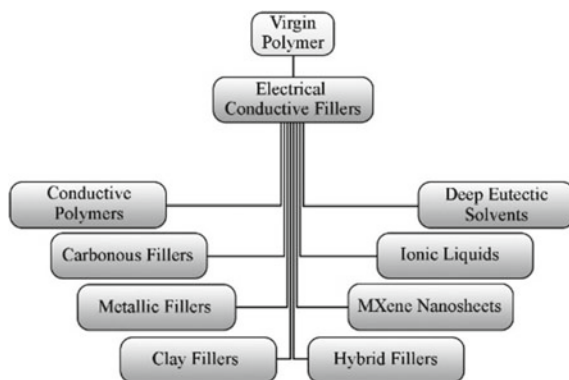 Virgin
Polymer
Electrical
Conductive Fillers
Conductive
Polymers
Deep Eutectic
Solvents
Carbonous Fillers
Ionic Liquids
Metallic Fillers
MXene Nanosheets
Clay Fillers
Hybrid Fillers